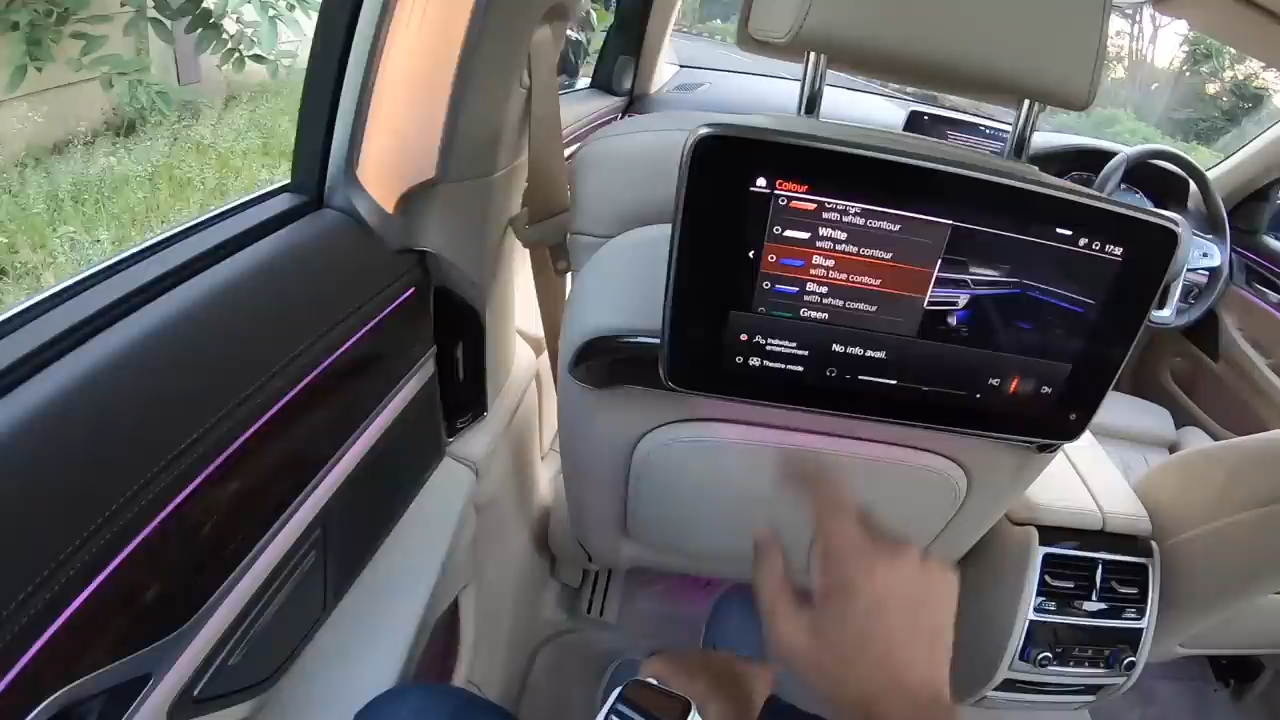 Colour
17:52
Orange
with white contour
White
with white contour
Blue
with blue contour
Blue
with white contour
Green
Individual
entertainment
No info avail.
Theatre mode